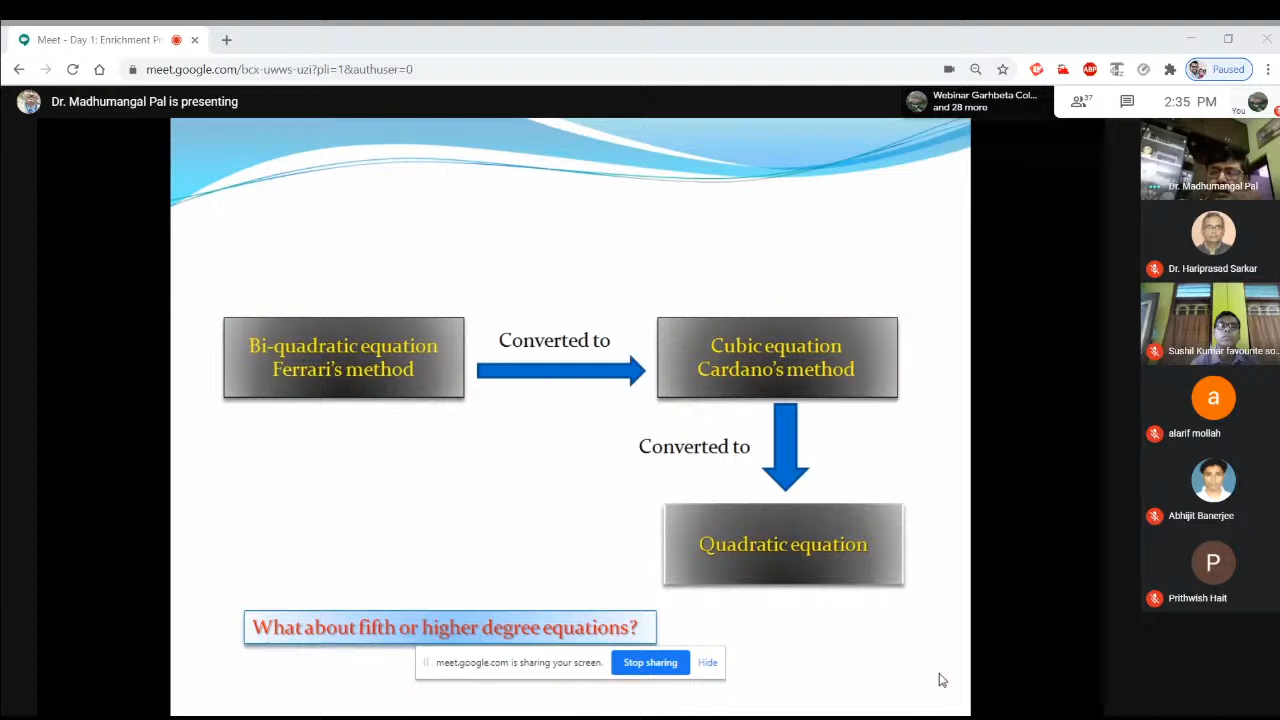 Meet - Day 1: Enrichment Pr
meet.google.com/bcx-uwws-uzi?pli=1&authuser=0
ABP
Paused
Dr. Madhumangal Pal is presenting
Webinar Garhbeta Col...
and 28 more
37
2:35 PM
You
Dr. Madhumangal Pal
Dr. Hariprasad Sarkar
Sushil Kumar favourite so...
a
alarif mollah
Abhijit Banerjee
P
Prithwish Hait
Bi-quadratic equation
Ferrari's method
Converted to
Cubic equation
Cardano's method
Converted to
Quadratic equation
What about fifth or higher degree equations?
meet.google.com is sharing your screen.
Stop sharing
Hide